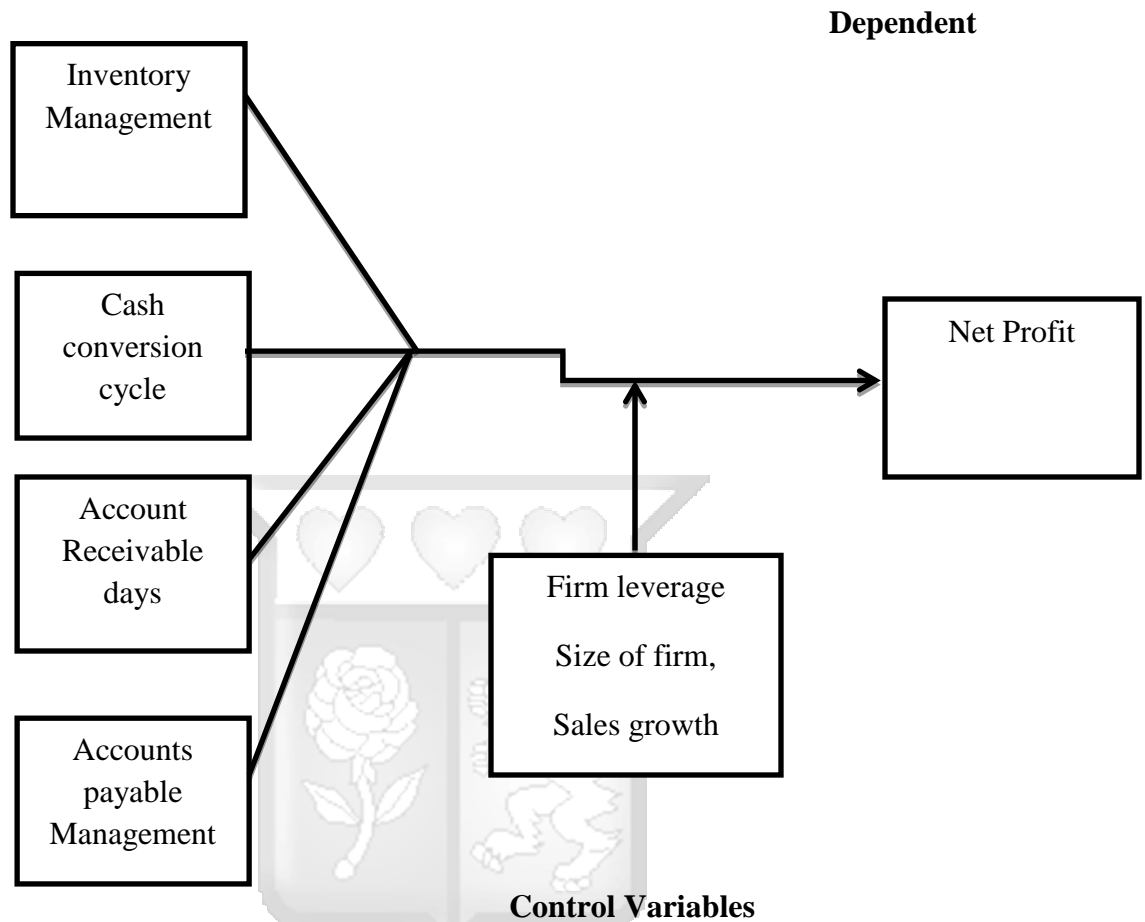 Dependent
Inventory
Management
Cash
conversion
cycle
Net Profit
Account
Receivable
days
Firm leverage
Size of firm,
Sales growth
Accounts
payable
Management
Control Variables